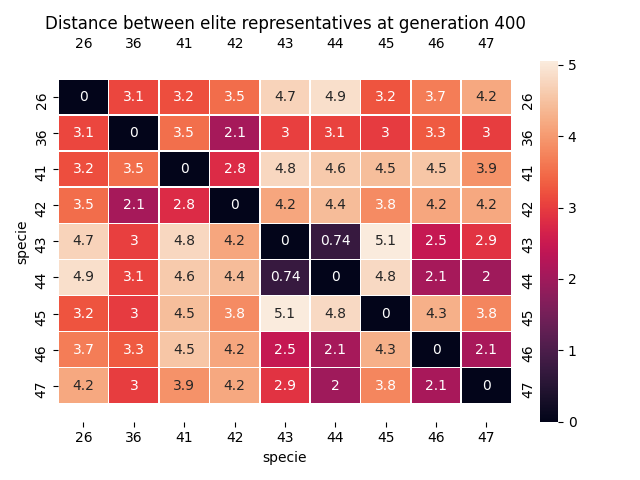 Distance between elite representatives at generation 400
26 36 41 42 43 44 45 46 47
26 0 3.1 3.2 3.5 4.7 4.9 3.2 3.7 4.2 26
36 3.1 0 3.5 2.1 3 3.1 3 3.3 3 36
41 3.2 3.5 0 2.8 4.8 4.6 4.5 4.5 3.9 41
42 3.5 2.1 2.8 0 4.2 4.4 3.8 4.2 4.2 42
43 4.7 3 4.8 4.2 0 0.74 5.1 2.5 2.9 43
44 4.9 3.1 4.6 4.4 0.74 0 4.8 2.1 2 44
45 3.2 3 4.5 3.8 5.1 4.8 0 4.3 3.8 45
46 3.7 3.3 4.5 4.2 2.5 2.1 4.3 0 2.1 46
47 4.2 3 3.9 4.2 2.9 2 3.8 2.1 0 47
26 36 41 42 43 44 45 46 47
specie
specie
5
4
3
2
1
0